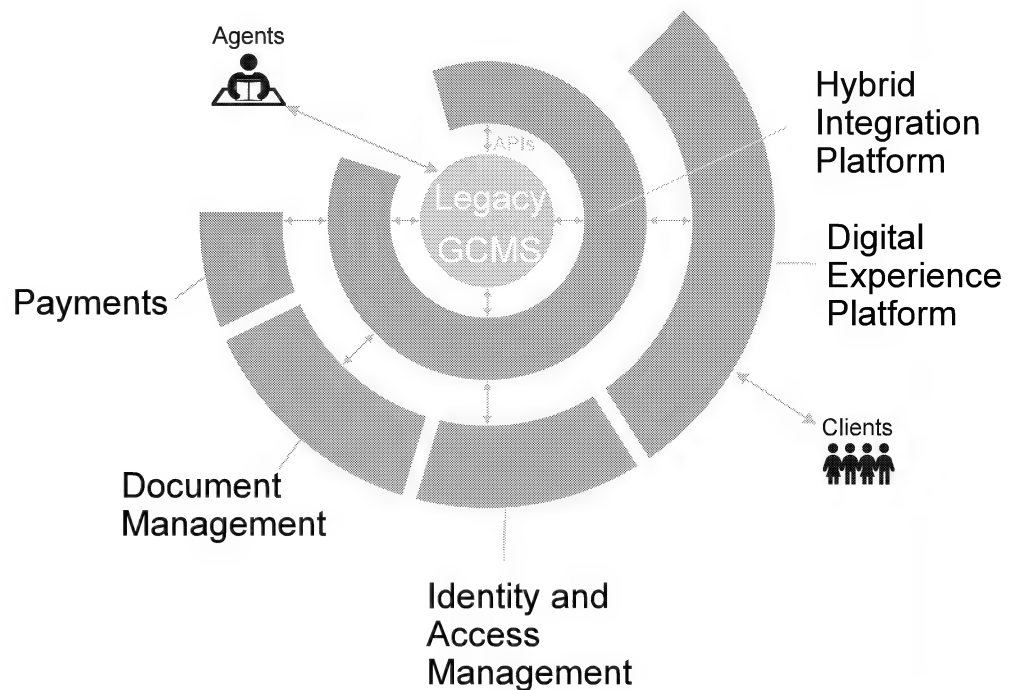 Agents
Hybrid
Integration
Platform
APIs
Legacy
GCMS
Digital
Experience
Platform
Payments
Clients
Document
Management
Identity and
Access
Management